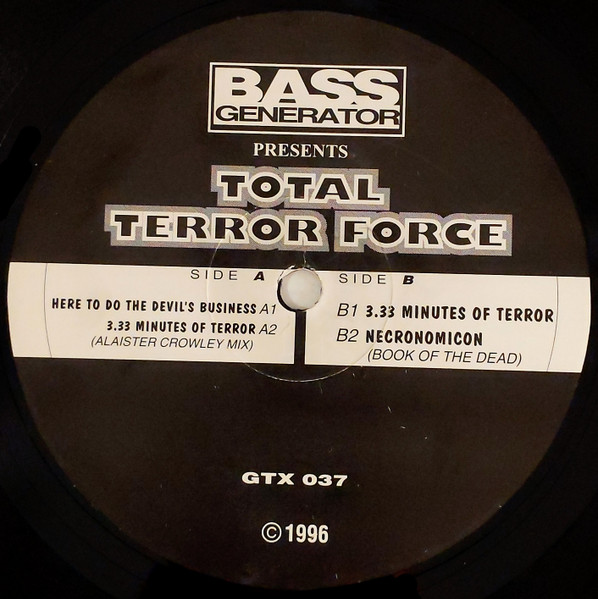 BASS
GENERATOR
PRESENTS
TOTAL
TERROR FORCE
SIDE A
HERE TO DO THE DEVIL'S BUSINESS A1
3.33 MINUTES OF TERROR A2
(ALAISTER CROWLEY MIX)
SIDE B
B1 3.33 MINUTES OF TERROR
B2 NECRONOMICON
(BOOK OF THE DEAD)
GTX 037
© 1996